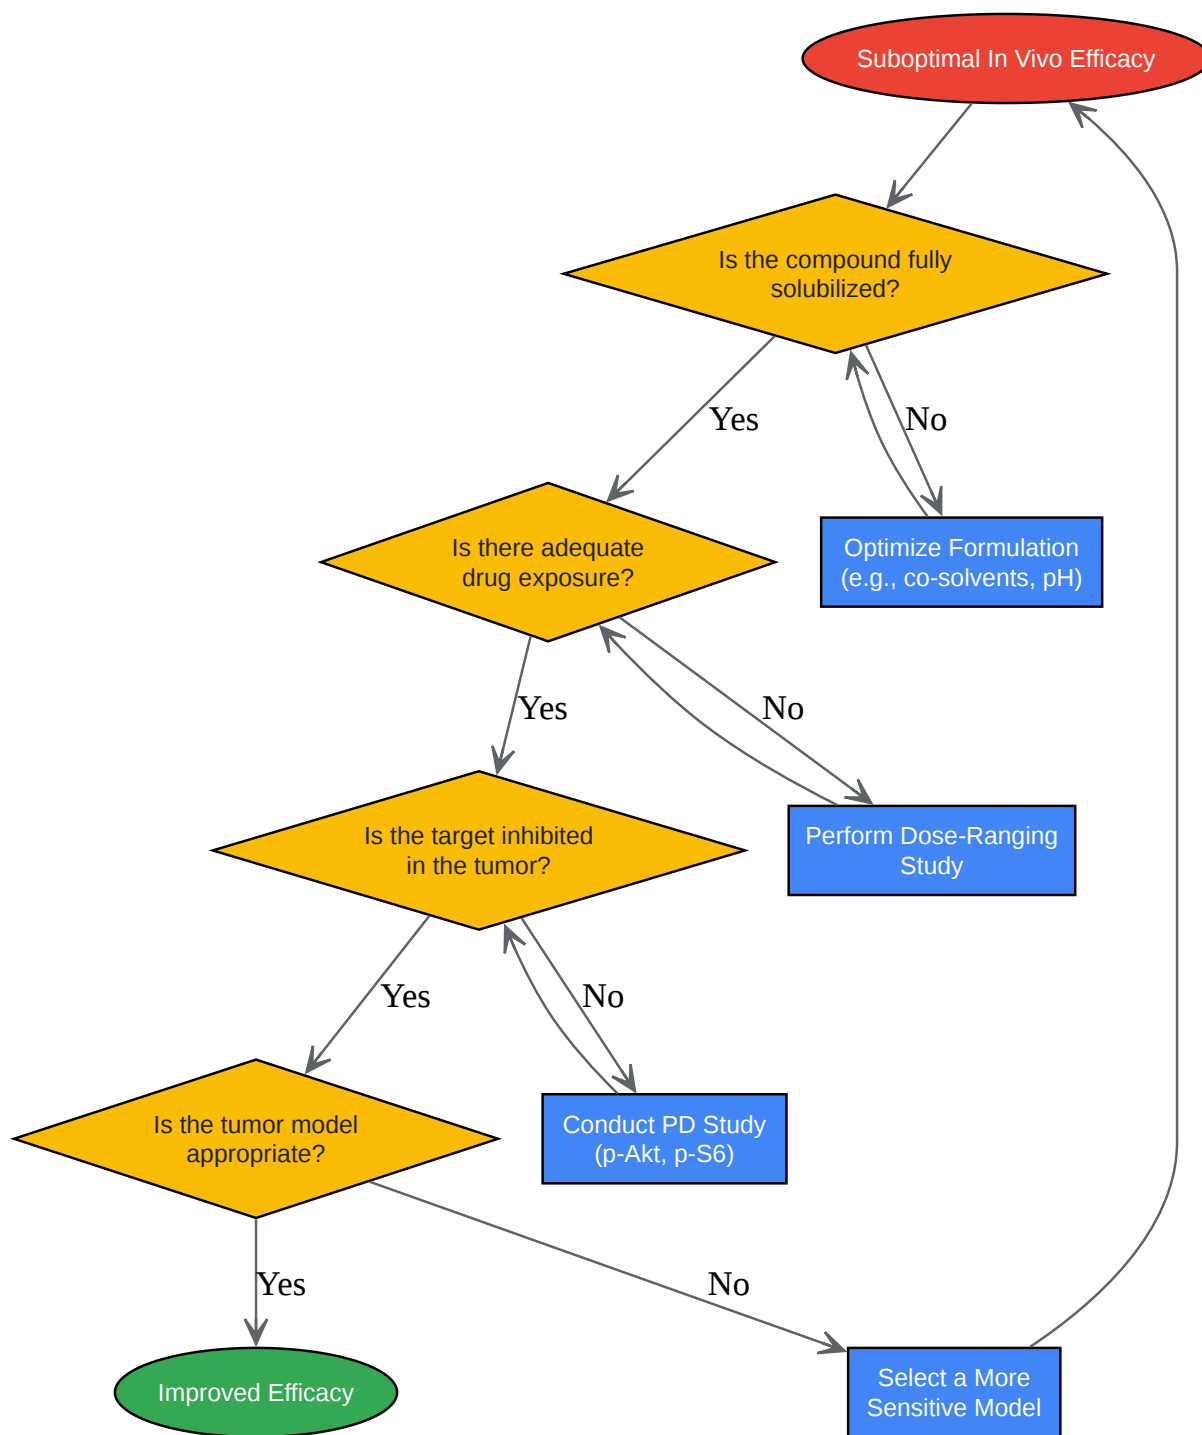 Suboptimal In Vivo Efficacy
Is the compound fully
solubilized?
Yes
No
Is there adequate
drug exposure?
Optimize Formulation
(e.g., co-solvents, pH)
Yes
No
Is the target inhibited
in the tumor?
Perform Dose-Ranging
Study
Yes
No
Is the tumor model
appropriate?
Conduct PD Study
(p-Akt, p-S6)
Yes
No
Improved Efficacy
Select a More
Sensitive Model